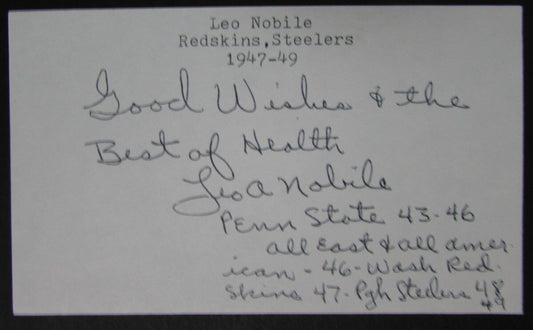 Leo Nobile
Redskins,Steelers
1947-49
Good Wishes & the
Best of Health
Leo A Nobile
Penn State 43-46
all East & all amer.
ican - 46 - Wash Red.
Skins 47 - Pgh Steelers 48
49